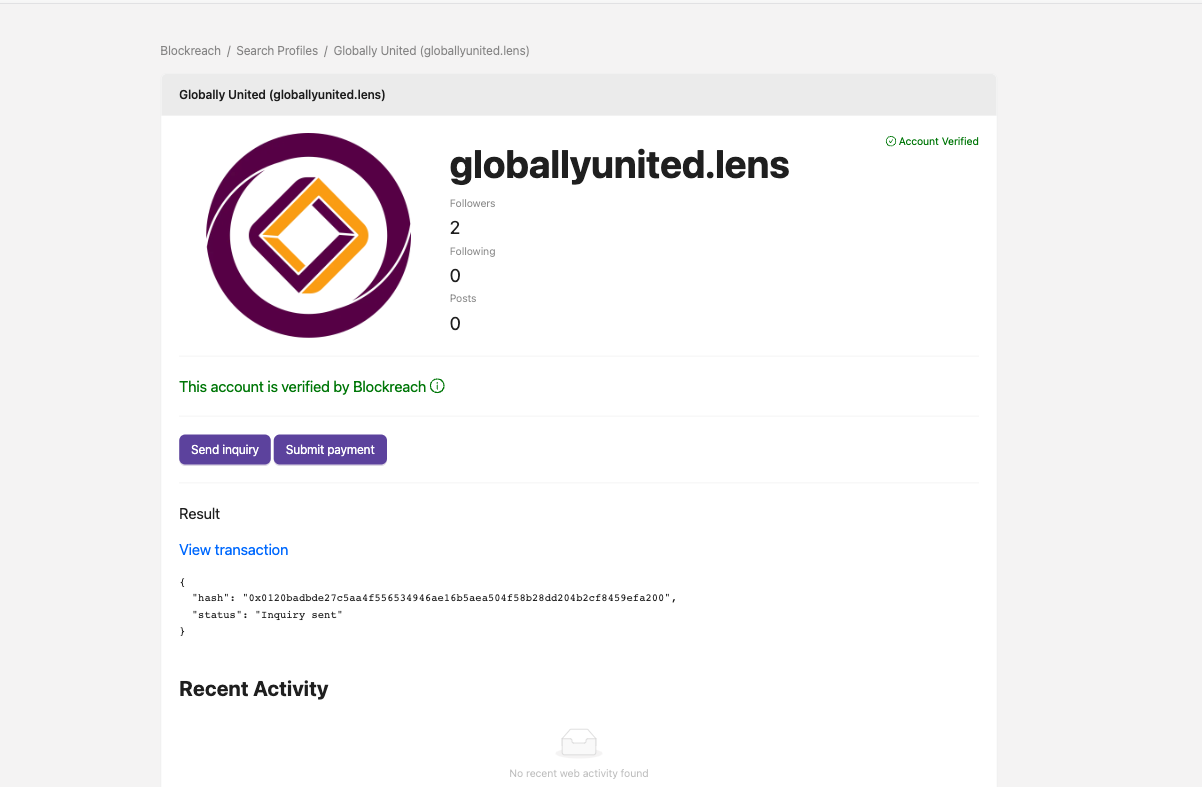 Blockreach / Search Profiles / Globally United (globallyunited.lens)
Globally United (globallyunited.lens)
Account Verified
globallyunited.lens
Followers
2
Following
0
Posts
0
This account is verified by Blockreach
Send inquiry Submit payment
Result
View transaction
{
"hash": "0x0120badbde27c5aa4f556534946ae16b5aea504f58b28dd204b2cf8459efa200",
"status": "Inquiry sent"
}
Recent Activity
No recent web activity found